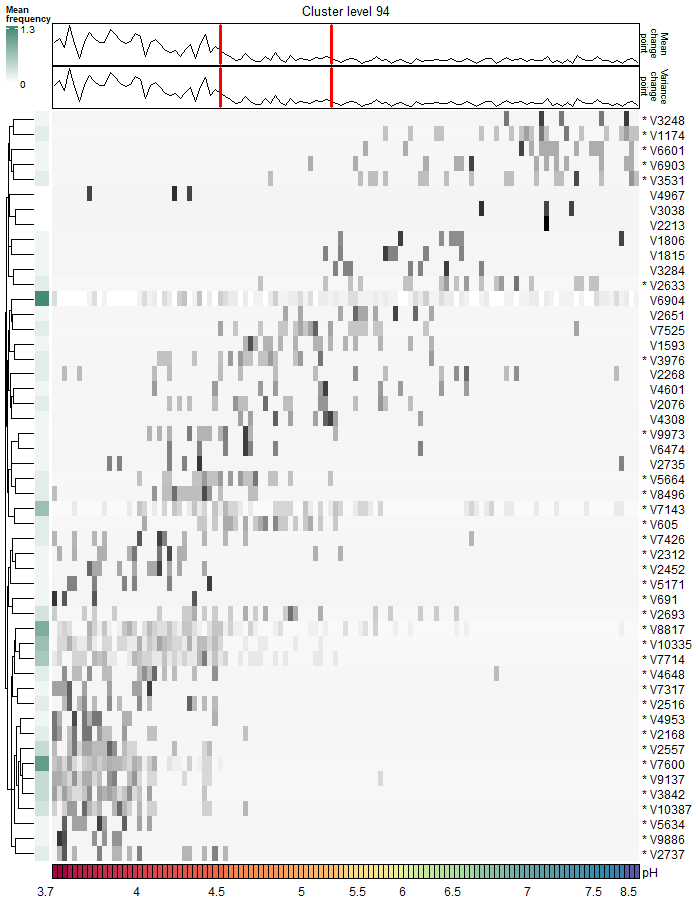 Cluster level 94
Mean
frequency
1.3
0
Mean
change
point
Variance
change
point
* V3248
* V1174
* V6601
* V6903
* V3531
V4967
V3038
V2213
V1806
V1815
V3284
* V2633
V6904
V2651
V7525
V1593
* V3976
V2268
V4601
V2076
V4308
* V9973
V6474
V2735
* V5664
* V8496
* V7143
* V605
* V7426
* V2312
* V2452
* V5171
* V691
* V2693
* V8817
* V10335
* V7714
* V4648
* V7317
* V2516
* V4953
* V2168
* V2557
* V7600
* V9137
* V3842
* V10387
* V5634
* V9886
* V2737
pH
3.7 4 4.5 5 5.5 6 6.5 7 7.5 8.5